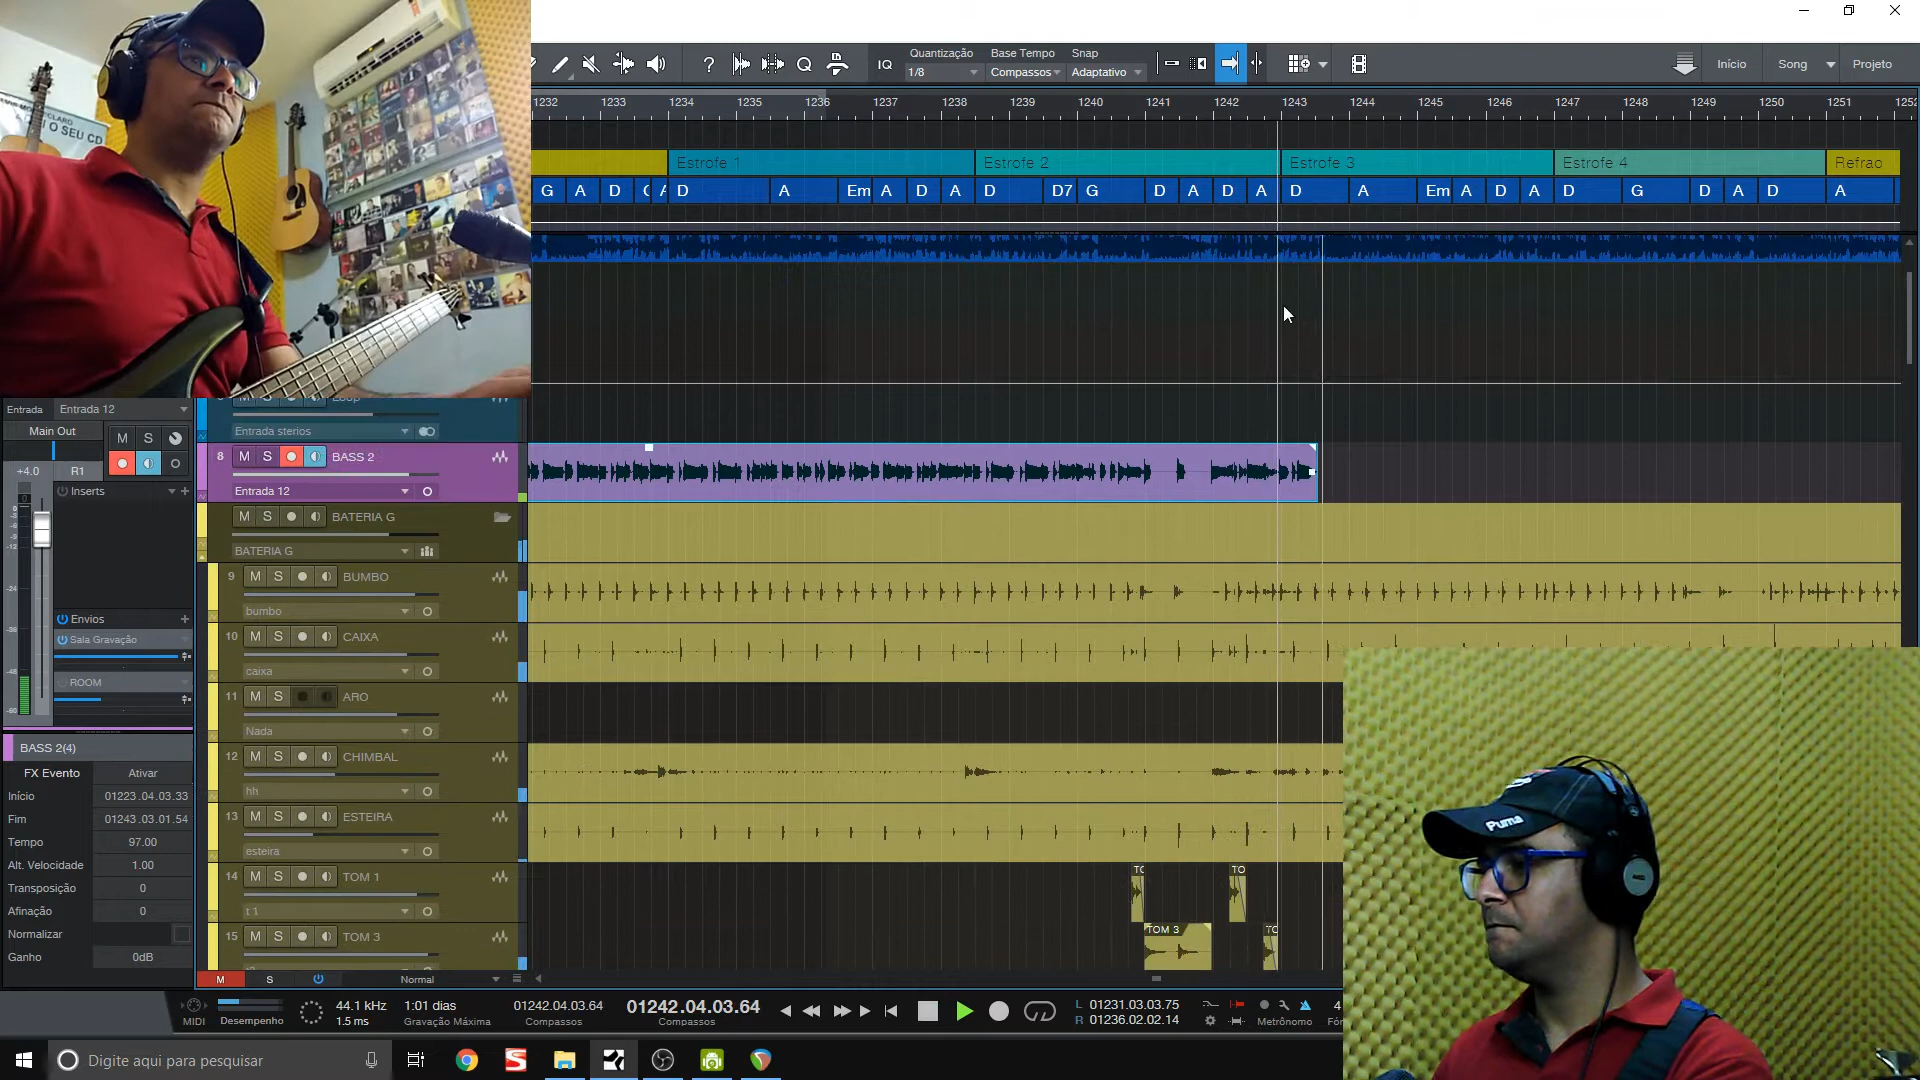 I O SEU CD
Quantização
Base Tempo
Snap
IQ
1/8
Compassos
Adaptativo
Início
Song
Projeto
1232 1233 1234 1235 1236 1237 1238 1239 1240 1241 1242 1243 1244 1245 1246 1247 1248 1249 1250 1251 1252
Estrofe 1
Estrofe 2
Estrofe 3
Estrofe 4
Refrao
G A D D A Em A D A D D7 G D A D A D A Em A D A D G D A D A
Entrada
Entrada 12
Main Out
M S
+4.0
R1
Inserts
Envios
Sala Gravação
ROOM
Entrada sterios
8 M S BASS 2
Entrada 12
M S BATERIA G
BATERIA G
9 M S BUMBO
bumbo
10 M S CAIXA
caixa
11 M S ARO
Nada
12 M S CHIMBAL
hh
13 M S ESTEIRA
esteira
14 M S TOM 1
t 1
15 M S TOM 3
TOM 3
BASS 2(4)
FX Evento
Ativar
Início
01223.04.03.33
Fim
01243.03.01.54
Tempo
97.00
Alt. Velocidade
1.00
Transposição
0
Afinação
0
Normalizar
Ganho
0dB
M S
Normal
MIDI
Desempenho
44.1 kHz
1.5 ms
1:01 dias
Gravação Máxima
01242.04.03.64
Compassos
01242.04.03.64
Compassos
L 01231.03.03.75
R 01236.02.02.14
Metrônomo
4
Digite aqui para pesquisar
Puma